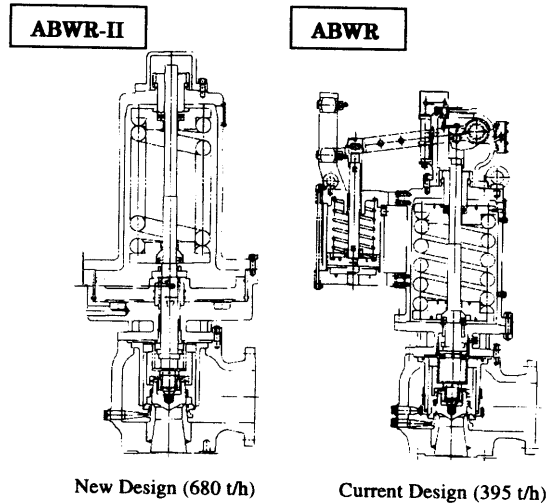 ABWR-II
ABWR
New Design (680 t/h)
Current Design (395 t/h)